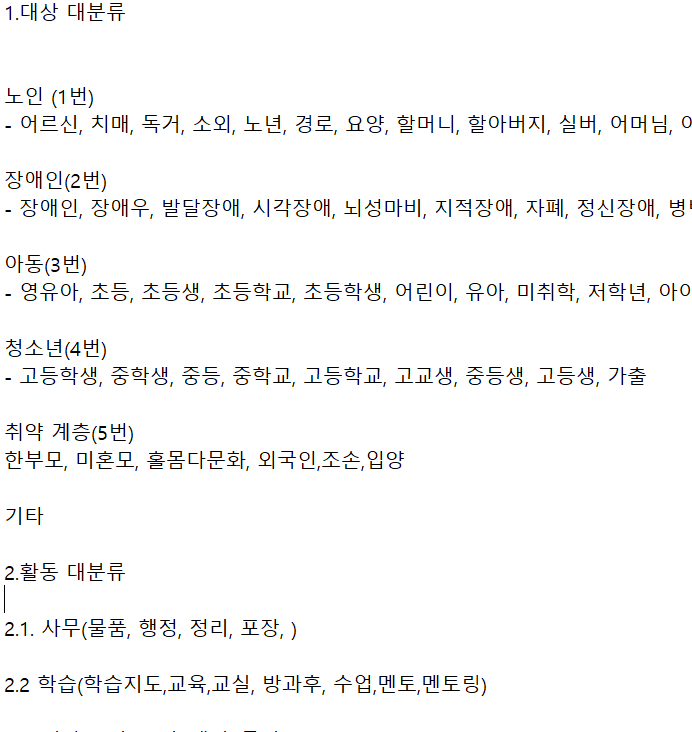 1.대상 대분류
노인 (1번)
- 어르신, 치매, 독거, 소외, 노년, 경로, 요양, 할머니, 할아버지, 실버, 어머님,
장애인(2번)
- 장애인, 장애우, 발달장애, 시각장애, 뇌성마비, 지적장애, 자폐, 정신장애,
아동(3번)
- 영유아, 초등, 초등생, 초등학교, 초등학생, 어린이, 유아, 미취학, 저학년,
청소년(4번)
- 고등학생, 중학생, 중등, 중학교, 고등학교, 고교생, 중등생, 고등생, 가출
취약 계층(5번)
한부모, 미혼모, 홀몸다문화, 외국인,조손,입양
기타
2.활동 대분류
2.1. 사무(물품, 행정, 정리, 포장, )
2.2 학습(학습지도,교육,교실, 방과후, 수업,멘토,멘토링)